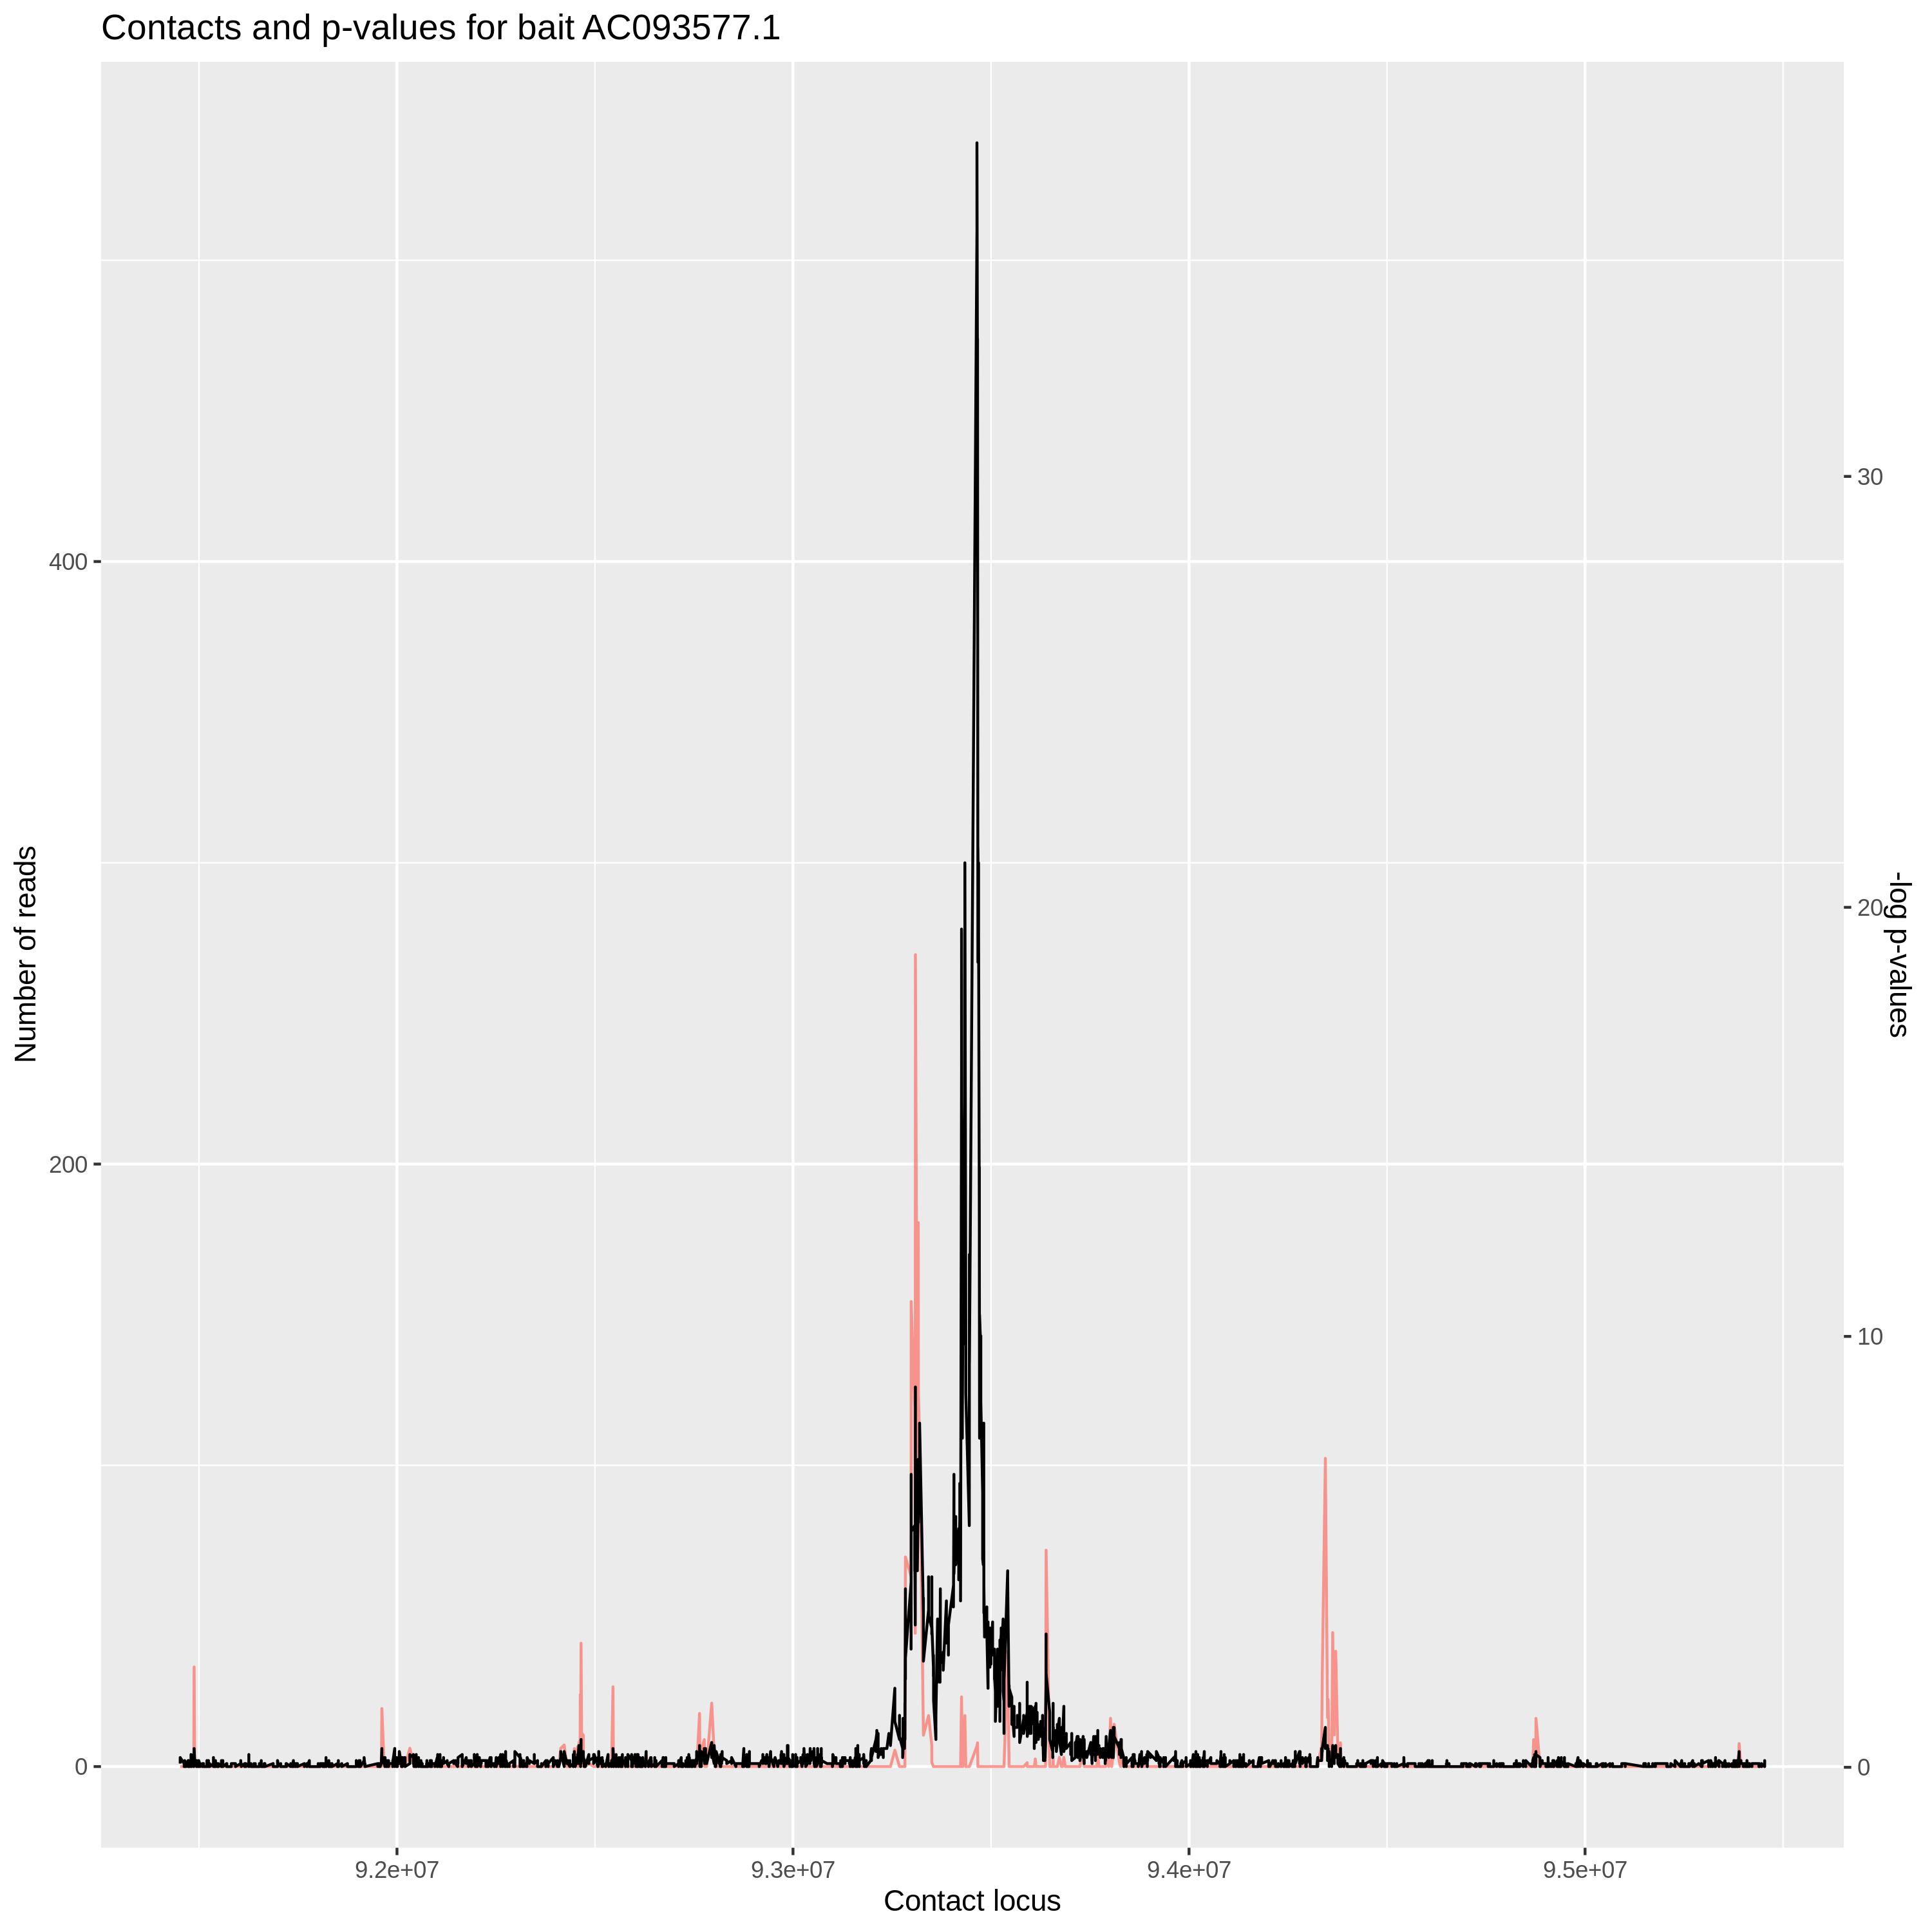 Contacts and p-values for bait AC093577.1
Number of reads
400
200
0
30
20
10
0
-log p-values
9.2e+07
9.3e+07
9.4e+07
9.5e+07
Contact locus